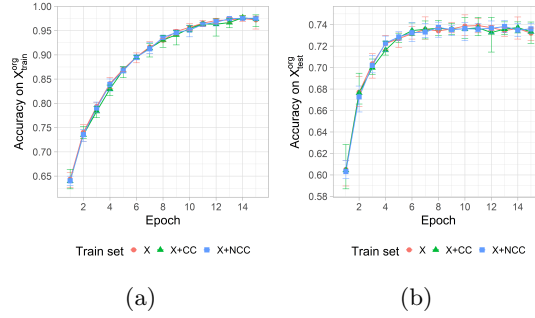 1.00
0.95
0.90
0.85
0.80
0.75
0.70
0.65
Accuracy on X^org_train
2 4 6 8 10 12 14
Epoch
Train set X X+CC X+NCC
(a)
0.74
0.72
0.70
0.68
0.66
0.64
0.62
0.60
0.58
Accuracy on X^org_test
2 4 6 8 10 12 14
Epoch
Train set X X+CC X+NCC
(b)